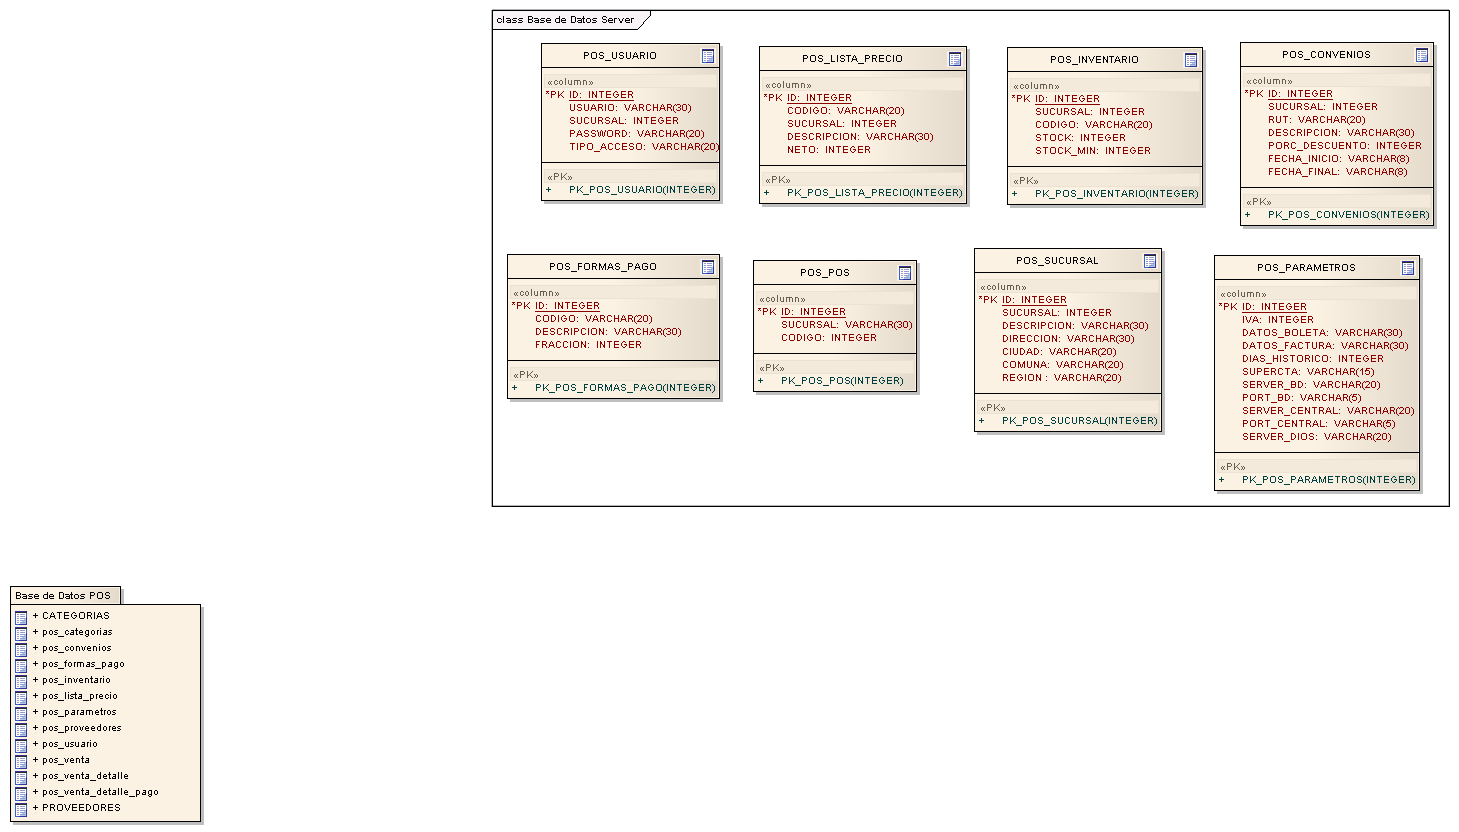 class Base de Datos Server
POS_USUARIO
«column»
*PK ID: INTEGER
USUARIO: VARCHAR(30)
SUCURSAL: INTEGER
PASSWORD: VARCHAR(20)
TIPO_ACCESO: VARCHAR(20)
«PK»
+ PK_POS_USUARIO(INTEGER)
POS_LISTA_PRECIO
«column»
*PK ID: INTEGER
CODIGO: VARCHAR(20)
SUCURSAL: INTEGER
DESCRIPCION: VARCHAR(30)
NETO: INTEGER
«PK»
+ PK_POS_LISTA_PRECIO(INTEGER)
POS_INVENTARIO
«column»
*PK ID: INTEGER
SUCURSAL: INTEGER
CODIGO: VARCHAR(20)
STOCK: INTEGER
STOCK_MIN: INTEGER
«PK»
+ PK_POS_INVENTARIO(INTEGER)
POS_CONVENIOS
«column»
*PK ID: INTEGER
SUCURSAL: INTEGER
RUT: VARCHAR(20)
DESCRIPCION: VARCHAR(30)
PORC_DESCUENTO: INTEGER
FECHA_INICIO: VARCHAR(8)
FECHA_FINAL: VARCHAR(8)
«PK»
+ PK_POS_CONVENIOS(INTEGER)
POS_FORMAS_PAGO
«column»
*PK ID: INTEGER
CODIGO: VARCHAR(20)
DESCRIPCION: VARCHAR(30)
FRACCION: INTEGER
«PK»
+ PK_POS_FORMAS_PAGO(INTEGER)
POS_POS
«column»
*PK ID: INTEGER
SUCURSAL: VARCHAR(30)
CODIGO: INTEGER
«PK»
+ PK_POS_POS(INTEGER)
POS_SUCURSAL
«column»
*PK ID: INTEGER
SUCURSAL: INTEGER
DESCRIPCION: VARCHAR(30)
DIRECCION: VARCHAR(30)
CIUDAD: VARCHAR(20)
COMUNA: VARCHAR(20)
REGION : VARCHAR(20)
«PK»
+ PK_POS_SUCURSAL(INTEGER)
POS_PARAMETROS
«column»
*PK ID: INTEGER
IVA: INTEGER
DATOS_BOLETA: VARCHAR(30)
DATOS_FACTURA: VARCHAR(30)
DIAS_HISTORICO: INTEGER
SUPERCTA: VARCHAR(15)
SERVER_BD: VARCHAR(20)
PORT_BD: VARCHAR(5)
SERVER_CENTRAL: VARCHAR(20)
PORT_CENTRAL: VARCHAR(5)
SERVER_DIOS: VARCHAR(20)
«PK»
+ PK_POS_PARAMETROS(INTEGER)
Base de Datos POS
+ CATEGORIAS
+ pos_categorias
+ pos_convenios
+ pos_formas_pago
+ pos_inventario
+ pos_lista_precio
+ pos_parametros
+ pos_proveedores
+ pos_usuario
+ pos_venta
+ pos_venta_detalle
+ pos_venta_detalle_pago
+ PROVEEDORES